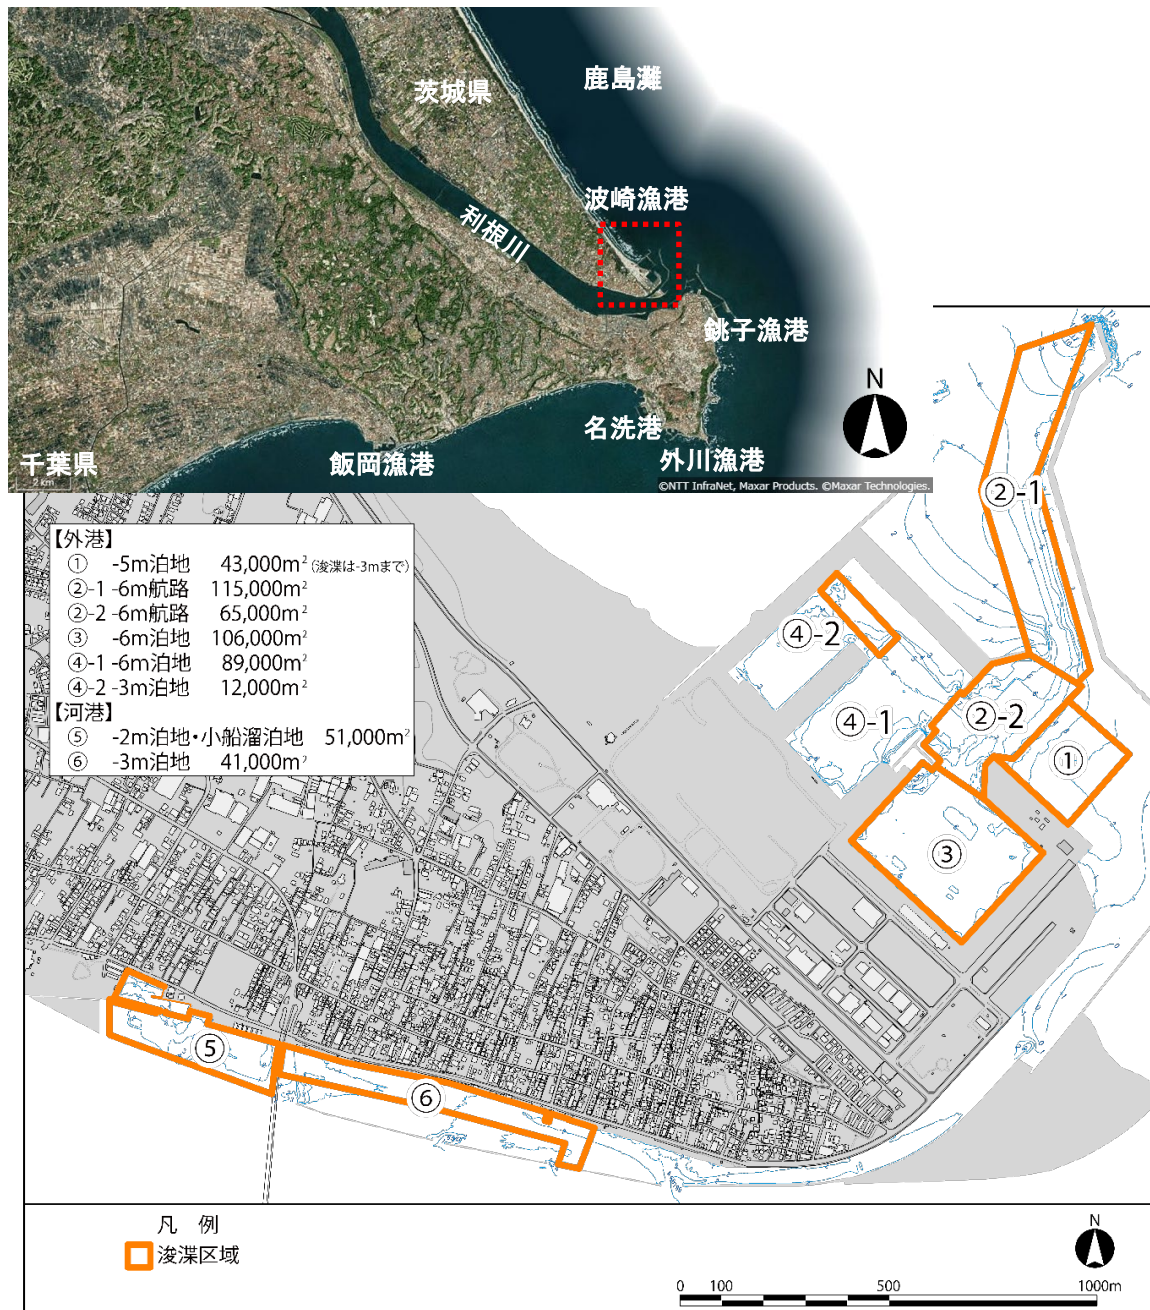 茨城県
鹿島灘
波崎漁港
利根川
銚子漁港
N
名洗港
千葉県
飯岡漁港
外川漁港
2 km
©NTT InfraNet, Maxar Products. ©Maxar Technologies.
【外港】
① -5m泊地 43,000m²(浚渫は-3mまで)
②-1 -6m航路 115,000m²
②-2 -6m航路 65,000m²
③ -6m泊地 106,000m²
④-1 -6m泊地 89,000m²
④-2 -3m泊地 12,000m²
【河港】
⑤ -2m泊地・小船溜泊地 51,000m²
⑥ -3m泊地 41,000m²
②-1
④-2
④-1
②-2
①
③
⑤
⑥
凡 例
浚渫区域
N
0 100 500 1000m